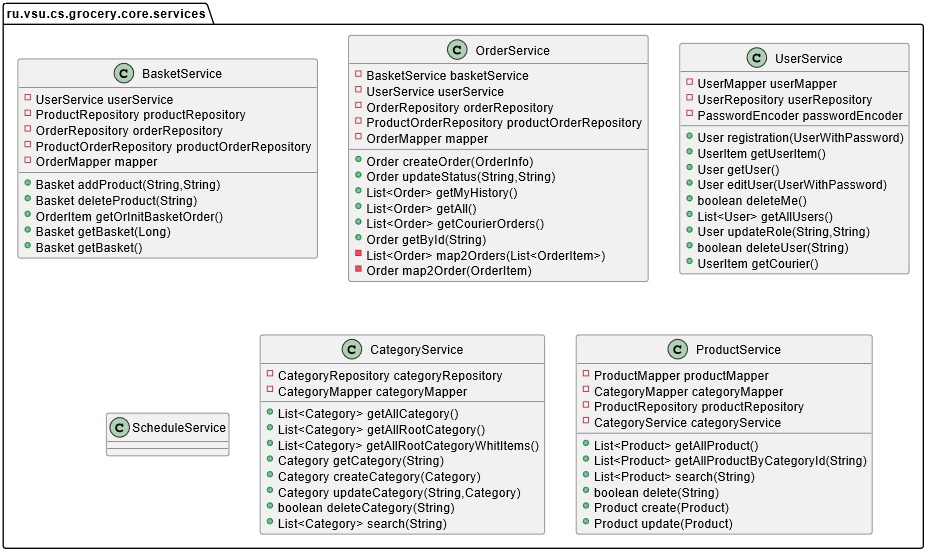 ru.vsu.cs.grocery.core.services
C BasketService
UserService userService
ProductRepository productRepository
OrderRepository orderRepository
ProductOrderRepository productOrderRepository
OrderMapper mapper
Basket addProduct(String,String)
Basket deleteProduct(String)
OrderItem getOrInitBasketOrder()
Basket getBasket(Long)
Basket getBasket()
C OrderService
BasketService basketService
UserService userService
OrderRepository orderRepository
ProductOrderRepository productOrderRepository
OrderMapper mapper
Order createOrder(OrderInfo)
Order updateStatus(String,String)
List<Order> getMyHistory()
List<Order> getAll()
List<Order> getCourierOrders()
Order getById(String)
List<Order> map2Orders(List<OrderItem>)
Order map2Order(OrderItem)
C UserService
UserMapper userMapper
UserRepository userRepository
PasswordEncoder passwordEncoder
User registration(UserWithPassword)
UserItem getUserItem()
User getUser()
User editUser(UserWithPassword)
boolean deleteMe()
List<User> getAllUsers()
User updateRole(String,String)
boolean deleteUser(String)
UserItem getCourier()
C ScheduleService
C CategoryService
CategoryRepository categoryRepository
CategoryMapper categoryMapper
List<Category> getAllCategory()
List<Category> getAllRootCategory()
List<Category> getAllRootCategoryWhitItems()
Category getCategory(String)
Category createCategory(Category)
Category updateCategory(String,Category)
boolean deleteCategory(String)
List<Category> search(String)
C ProductService
ProductMapper productMapper
CategoryMapper categoryMapper
ProductRepository productRepository
CategoryService categoryService
List<Product> getAllProduct()
List<Product> getAllProductByCategoryId(String)
List<Product> search(String)
boolean delete(String)
Product create(Product)
Product update(Product)